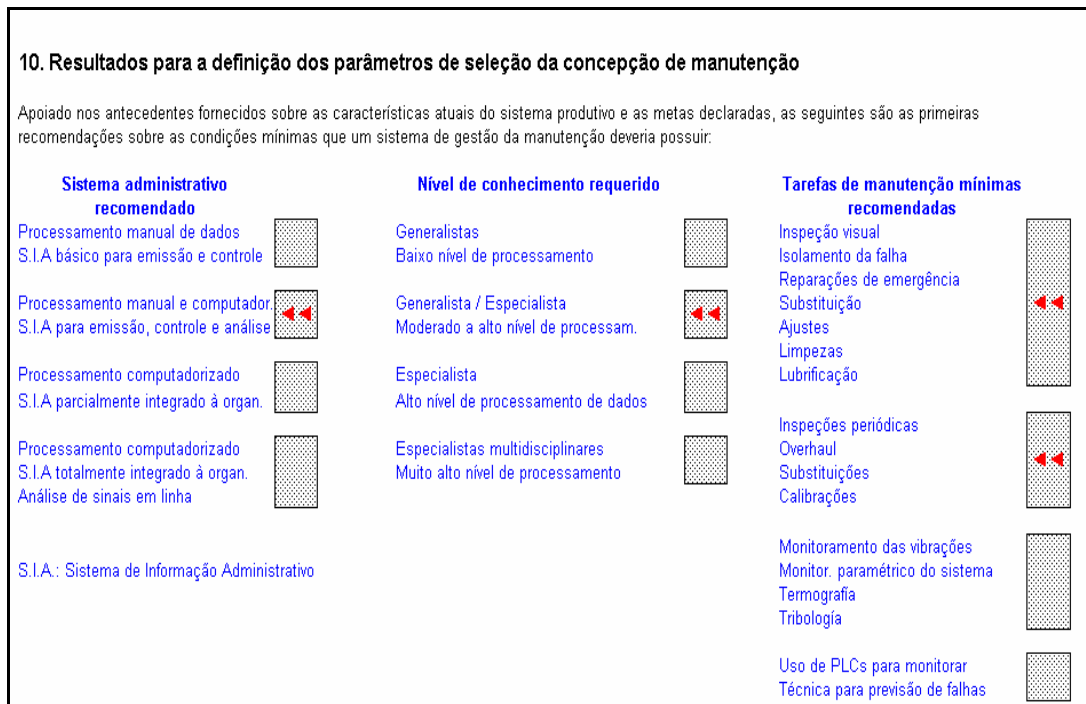 10. Resultados para a definição dos parâmetros de seleção da concepção de manutenção
Apoiado nos antecedentes fornecidos sobre as características atuais do sistema produtivo e as metas declaradas, as seguintes são as primeiras
recomendações sobre as condições mínimas que um sistema de gestão da manutenção deveria possuir:
Sistema administrativo
recomendado
Processamento manual de dados
S.I.A básico para emissão e controle
Processamento manual e computador.
S.I.A para emissão, controle e análise
Processamento computadorizado
S.I.A parcialmente integrado à organ.
Processamento computadorizado
S.I.A totalmente integrado à organ.
Análise de sinais em linha
S.I.A.: Sistema de Informação Administrativo
Nível de conhecimento requerido
Generalistas
Baixo nível de processamento
Generalista / Especialista
Moderado a alto nível de processam.
Especialista
Alto nível de processamento de dados
Especialistas multidisciplinares
Muito alto nível de processamento
Tarefas de manutenção mínimas
recomendadas
Inspeção visual
Isolamento da falha
Reparações de emergência
Substituição
Ajustes
Limpezas
Lubrificação
Inspeções periódicas
Overhaul
Substituições
Calibrações
Monitoramento das vibrações
Monitor. paramétrico do sistema
Termografía
Tribología
Uso de PLCs para monitorar
Técnica para previsão de falhas